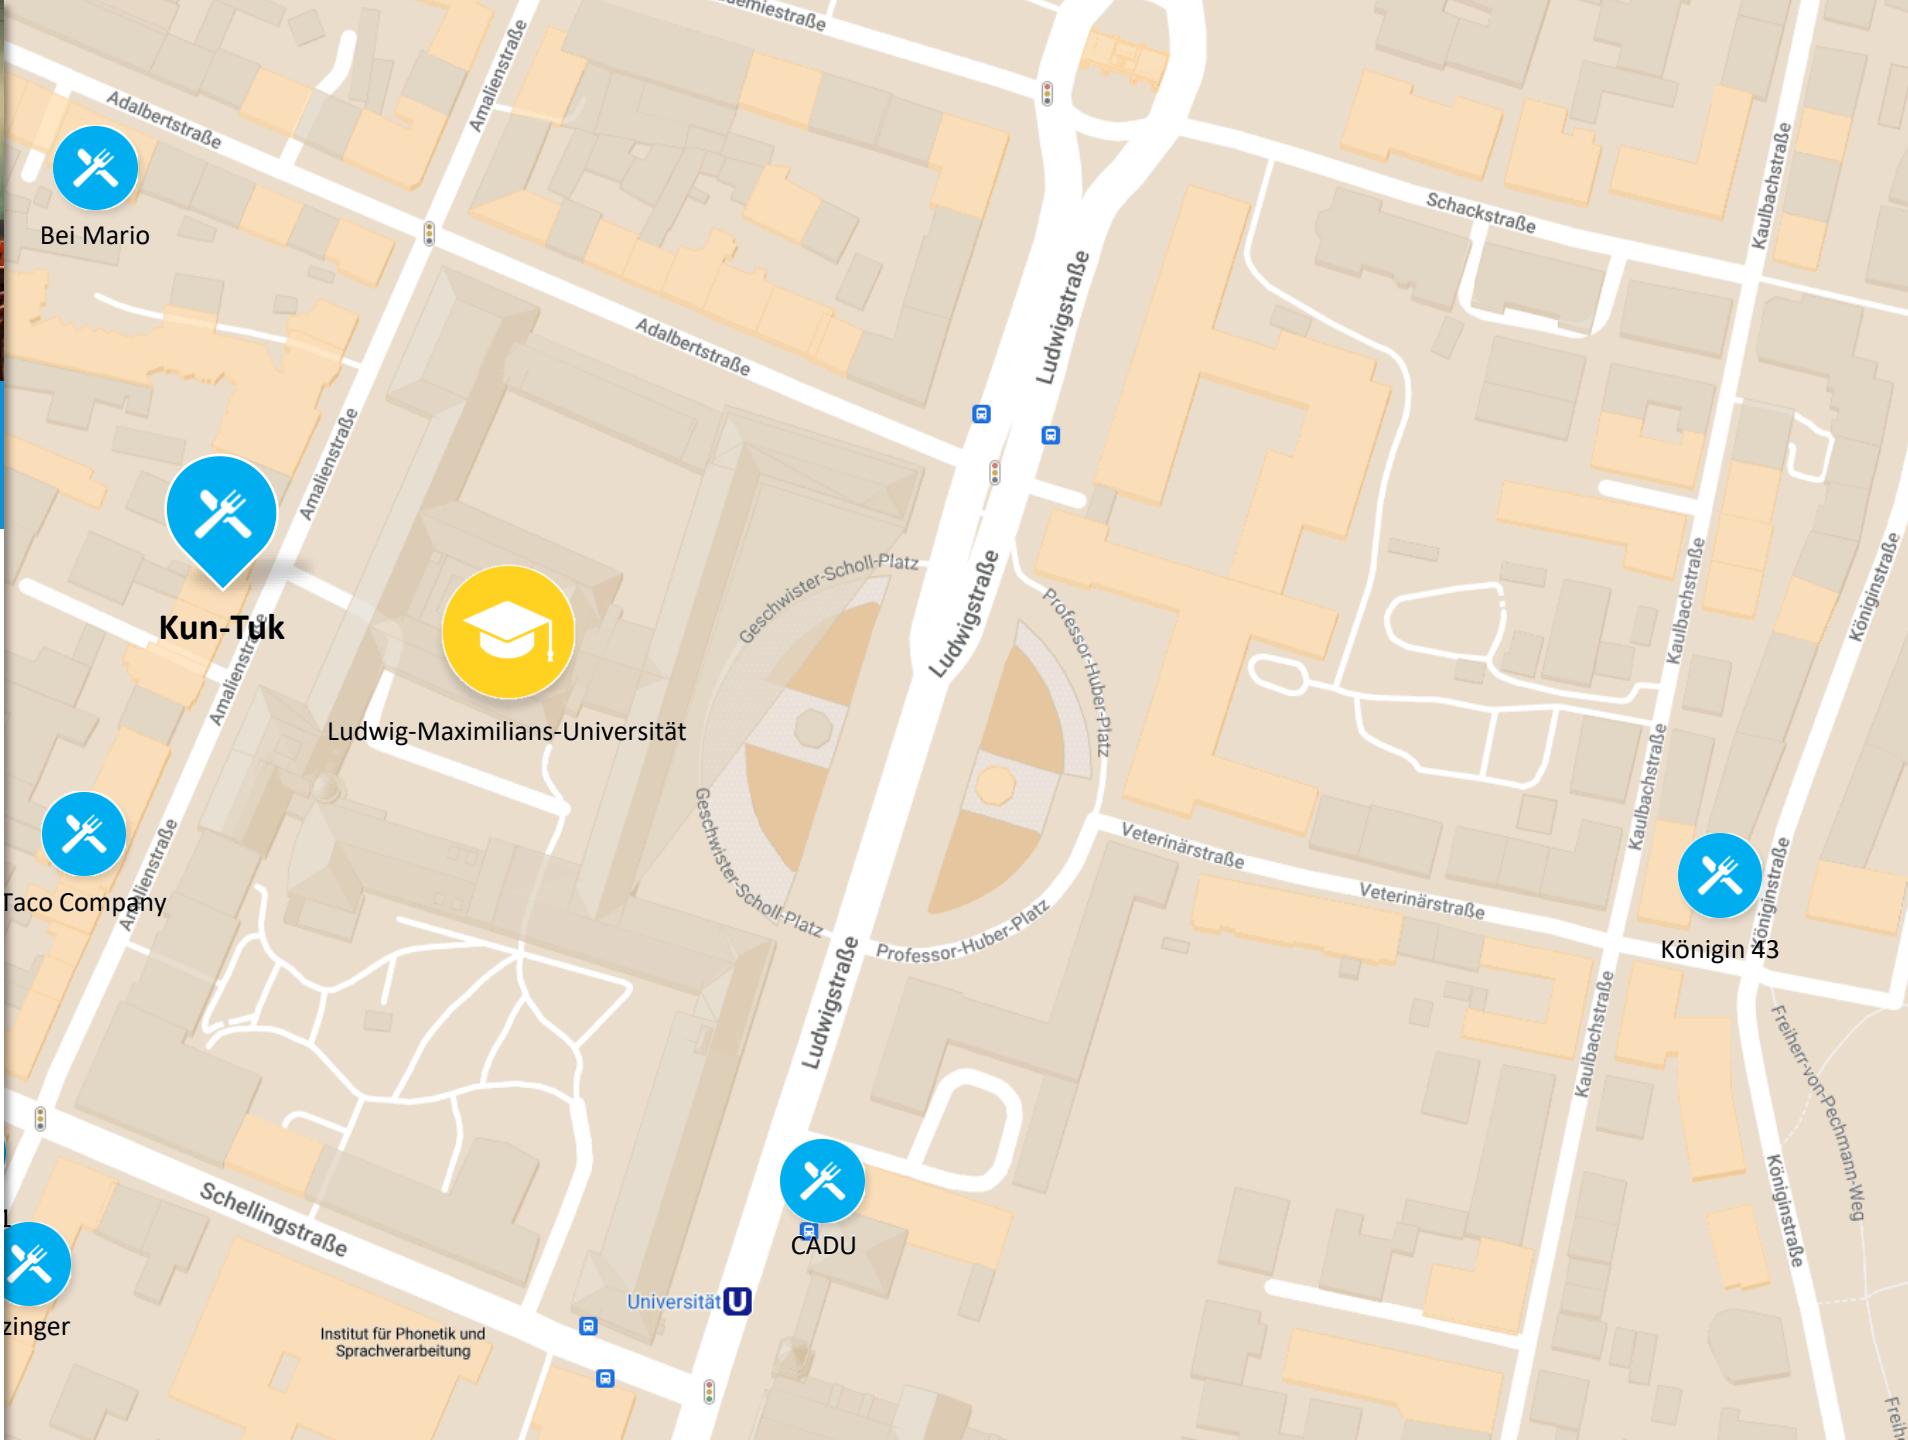 Adalbertstraße
Amalienstraße
Kaulbachstraße
Schackstraße
Bei Mario
Ludwigstraße
Adalbertstraße
Amalienstraße
Geschwister-Scholl-Platz
Ludwigstraße
Professor-Huber-Platz
Kaulbachstraße
Königinstraße
Kun-Tuk
Amalienstraße
Ludwig-Maximilians-Universität
Geschwister-Scholl-Platz
Kaulbachstraße
Veterinärstraße
Veterinärstraße
Königinstraße
Amalienstraße
Taco Company
Königin 43
Professor-Huber-Platz
Ludwigstraße
Kaulbachstraße
Freiherr-von-Pechmann-Weg
Königinstraße
Schellingstraße
CADU
Universität U
zinger
Institut für Phonetik und
Sprachverarbeitung